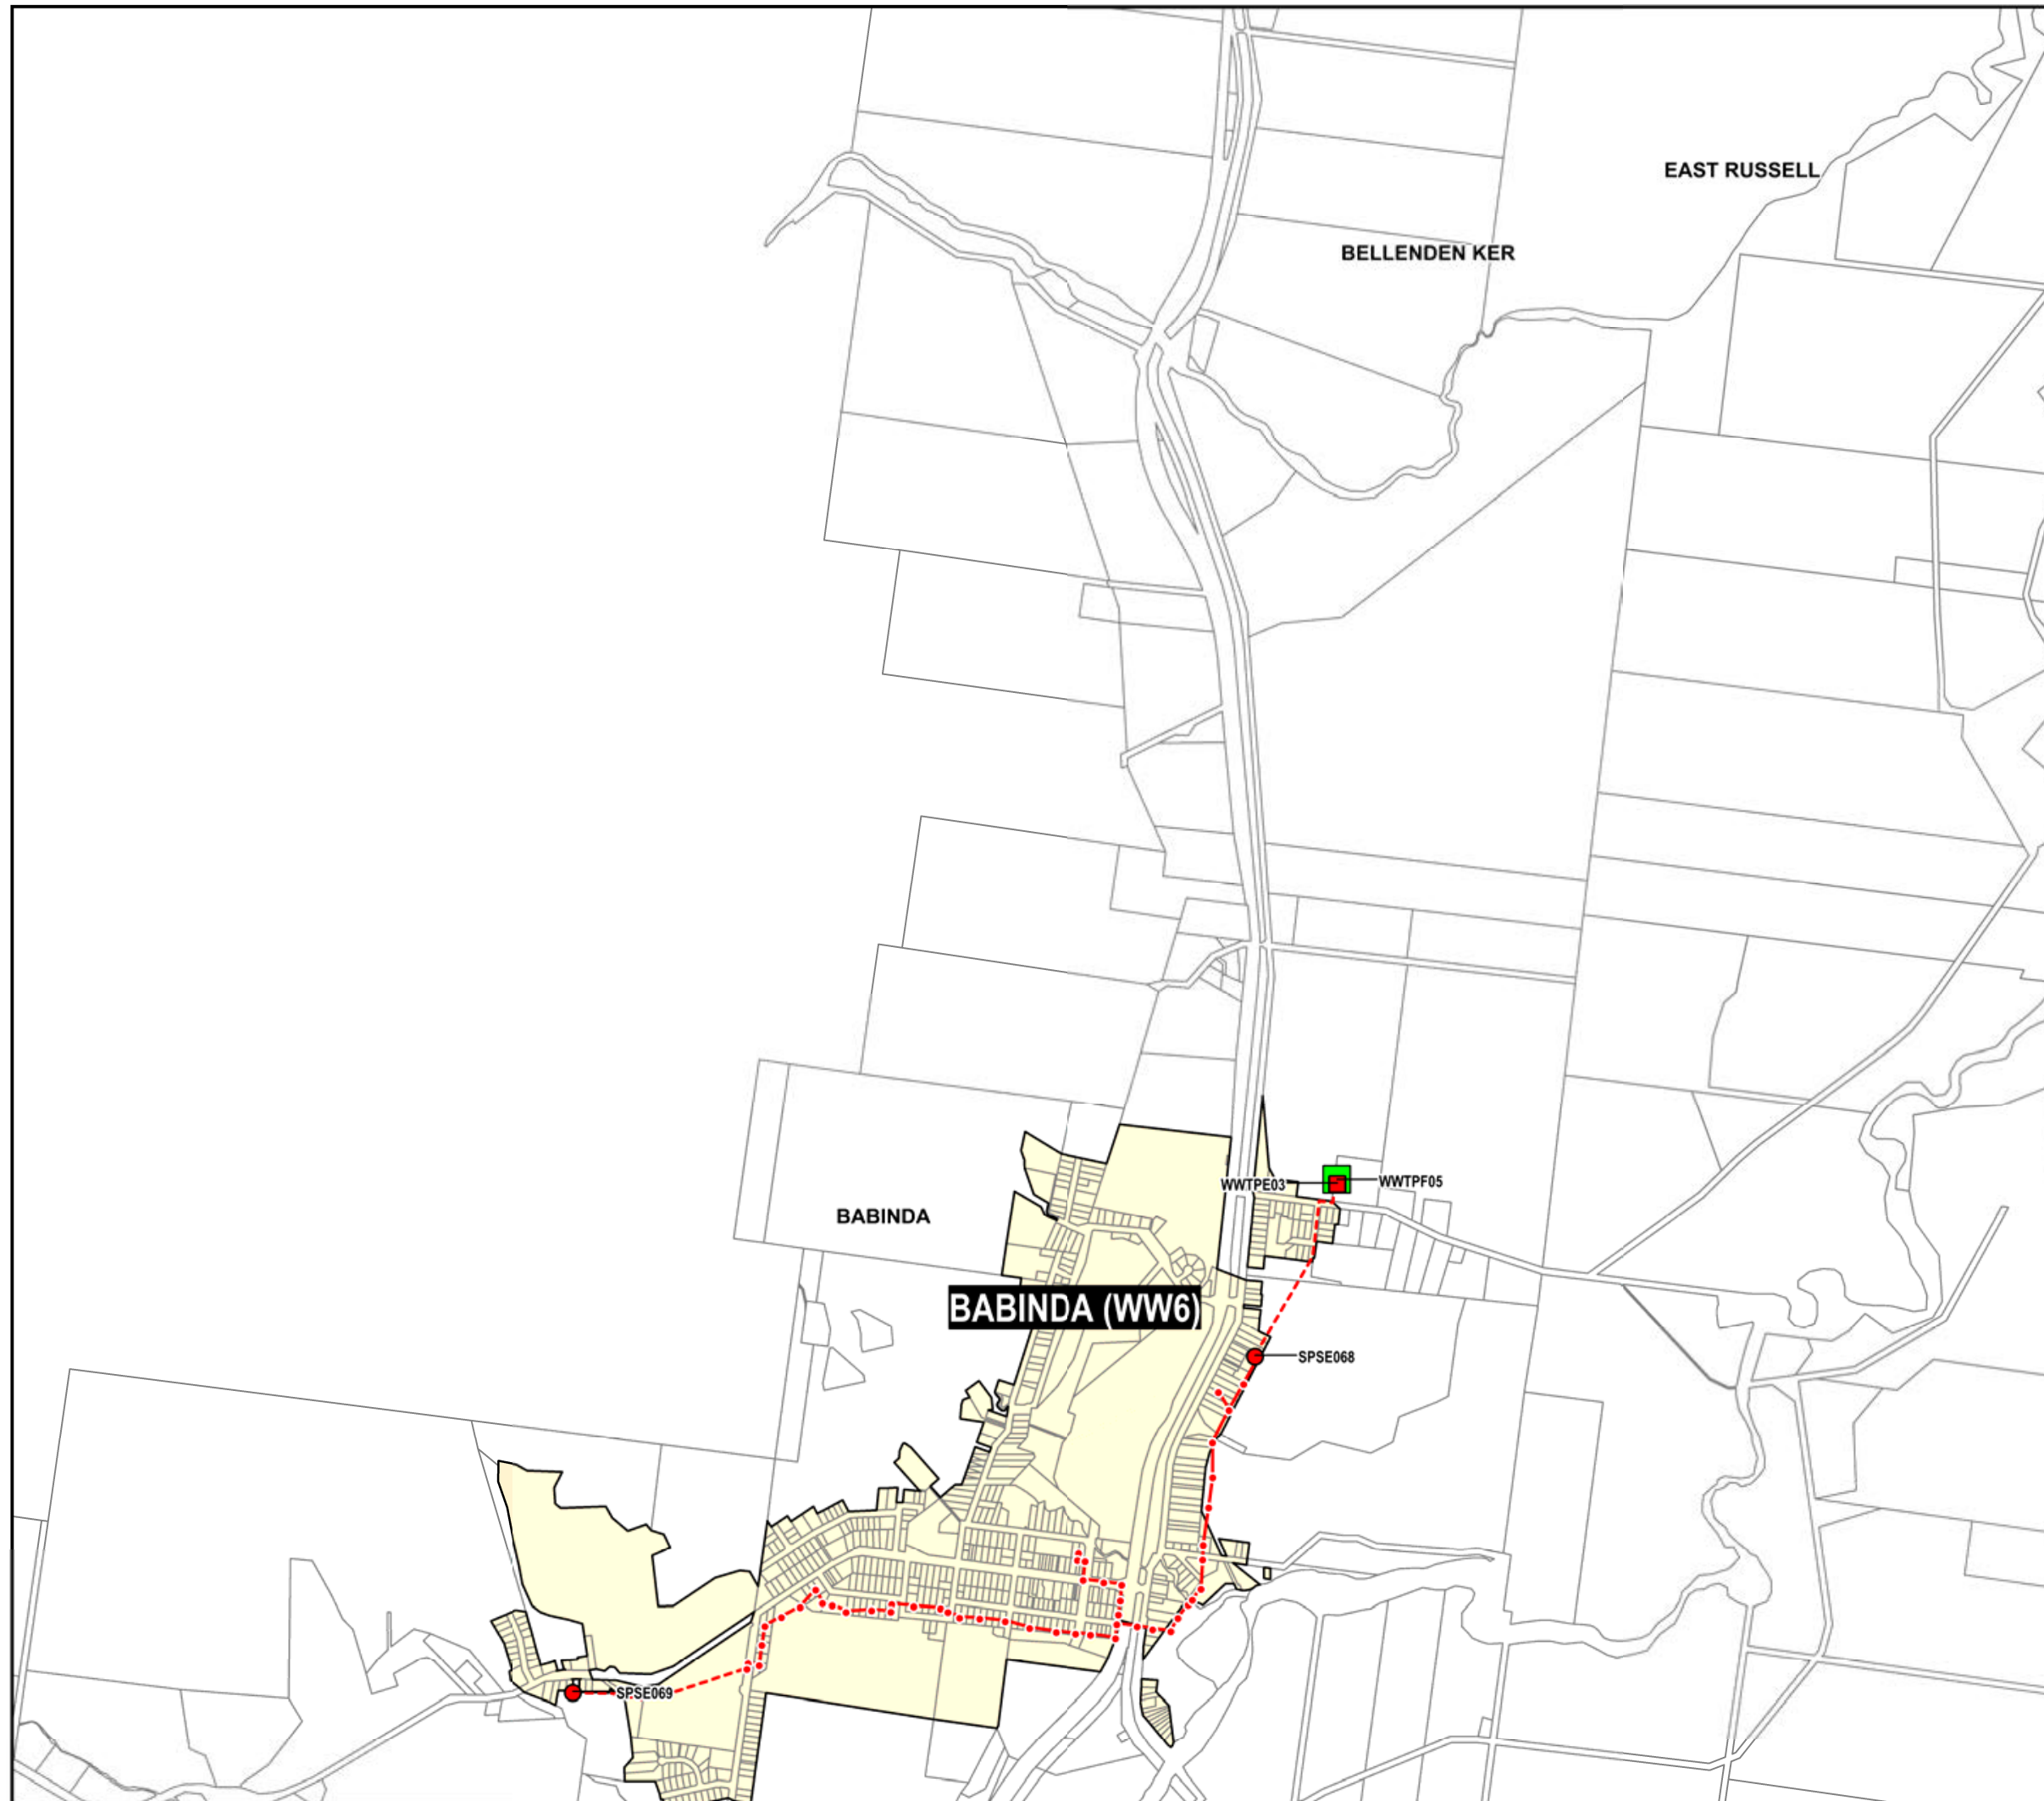 EAST RUSSELL
BELLENDEN KER
WWTPE03
WWTPF05
BABINDA
BABINDA (WW6)
SPSE068
SPSE069